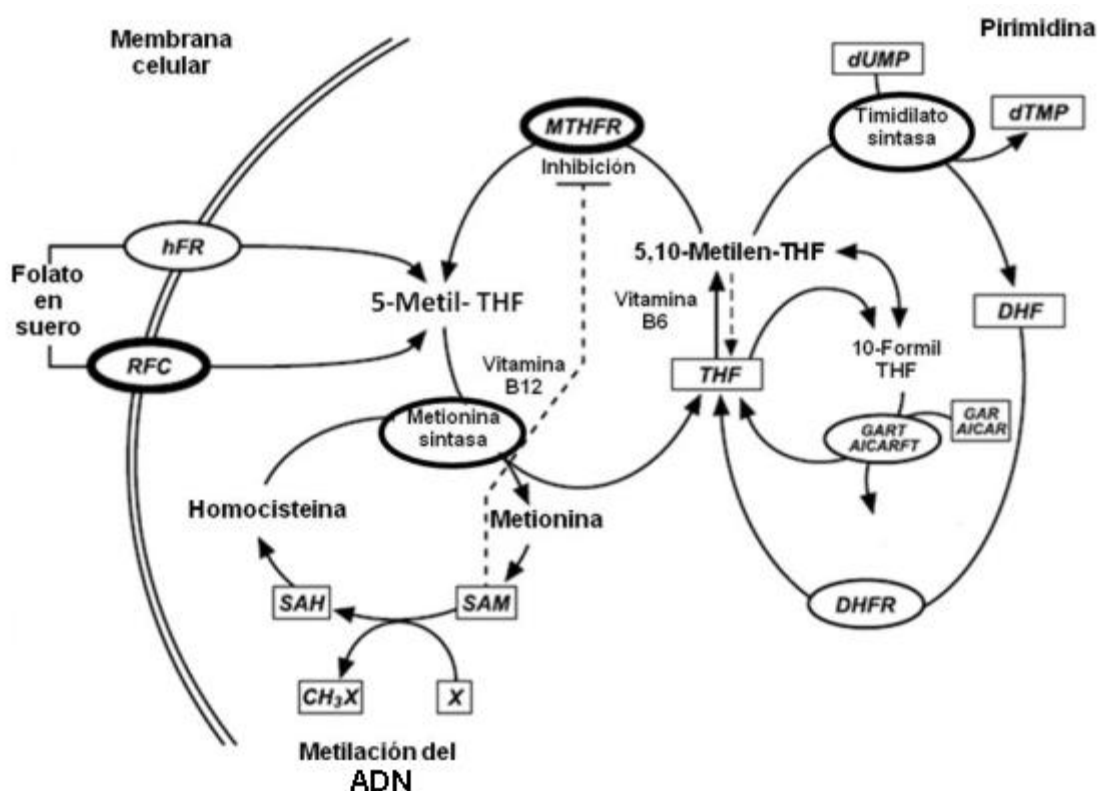 Membrana
celular
Pirimidina
dUMP
Timidilato
sintasa
dTMP
MTHFR
Inhibición
hFR
Folato
en
suero
RFC
5-Metil- THF
5,10-Metilen-THF
Vitamina
B6
THF
10-Formil
THF
DHF
GART
AICARFT
GAR
AICAR
Vitamina
B12
Metionina
sintasa
Homocisteina
Metionina
SAH
SAM
DHFR
CH₃X
X
Metilación del
ADN